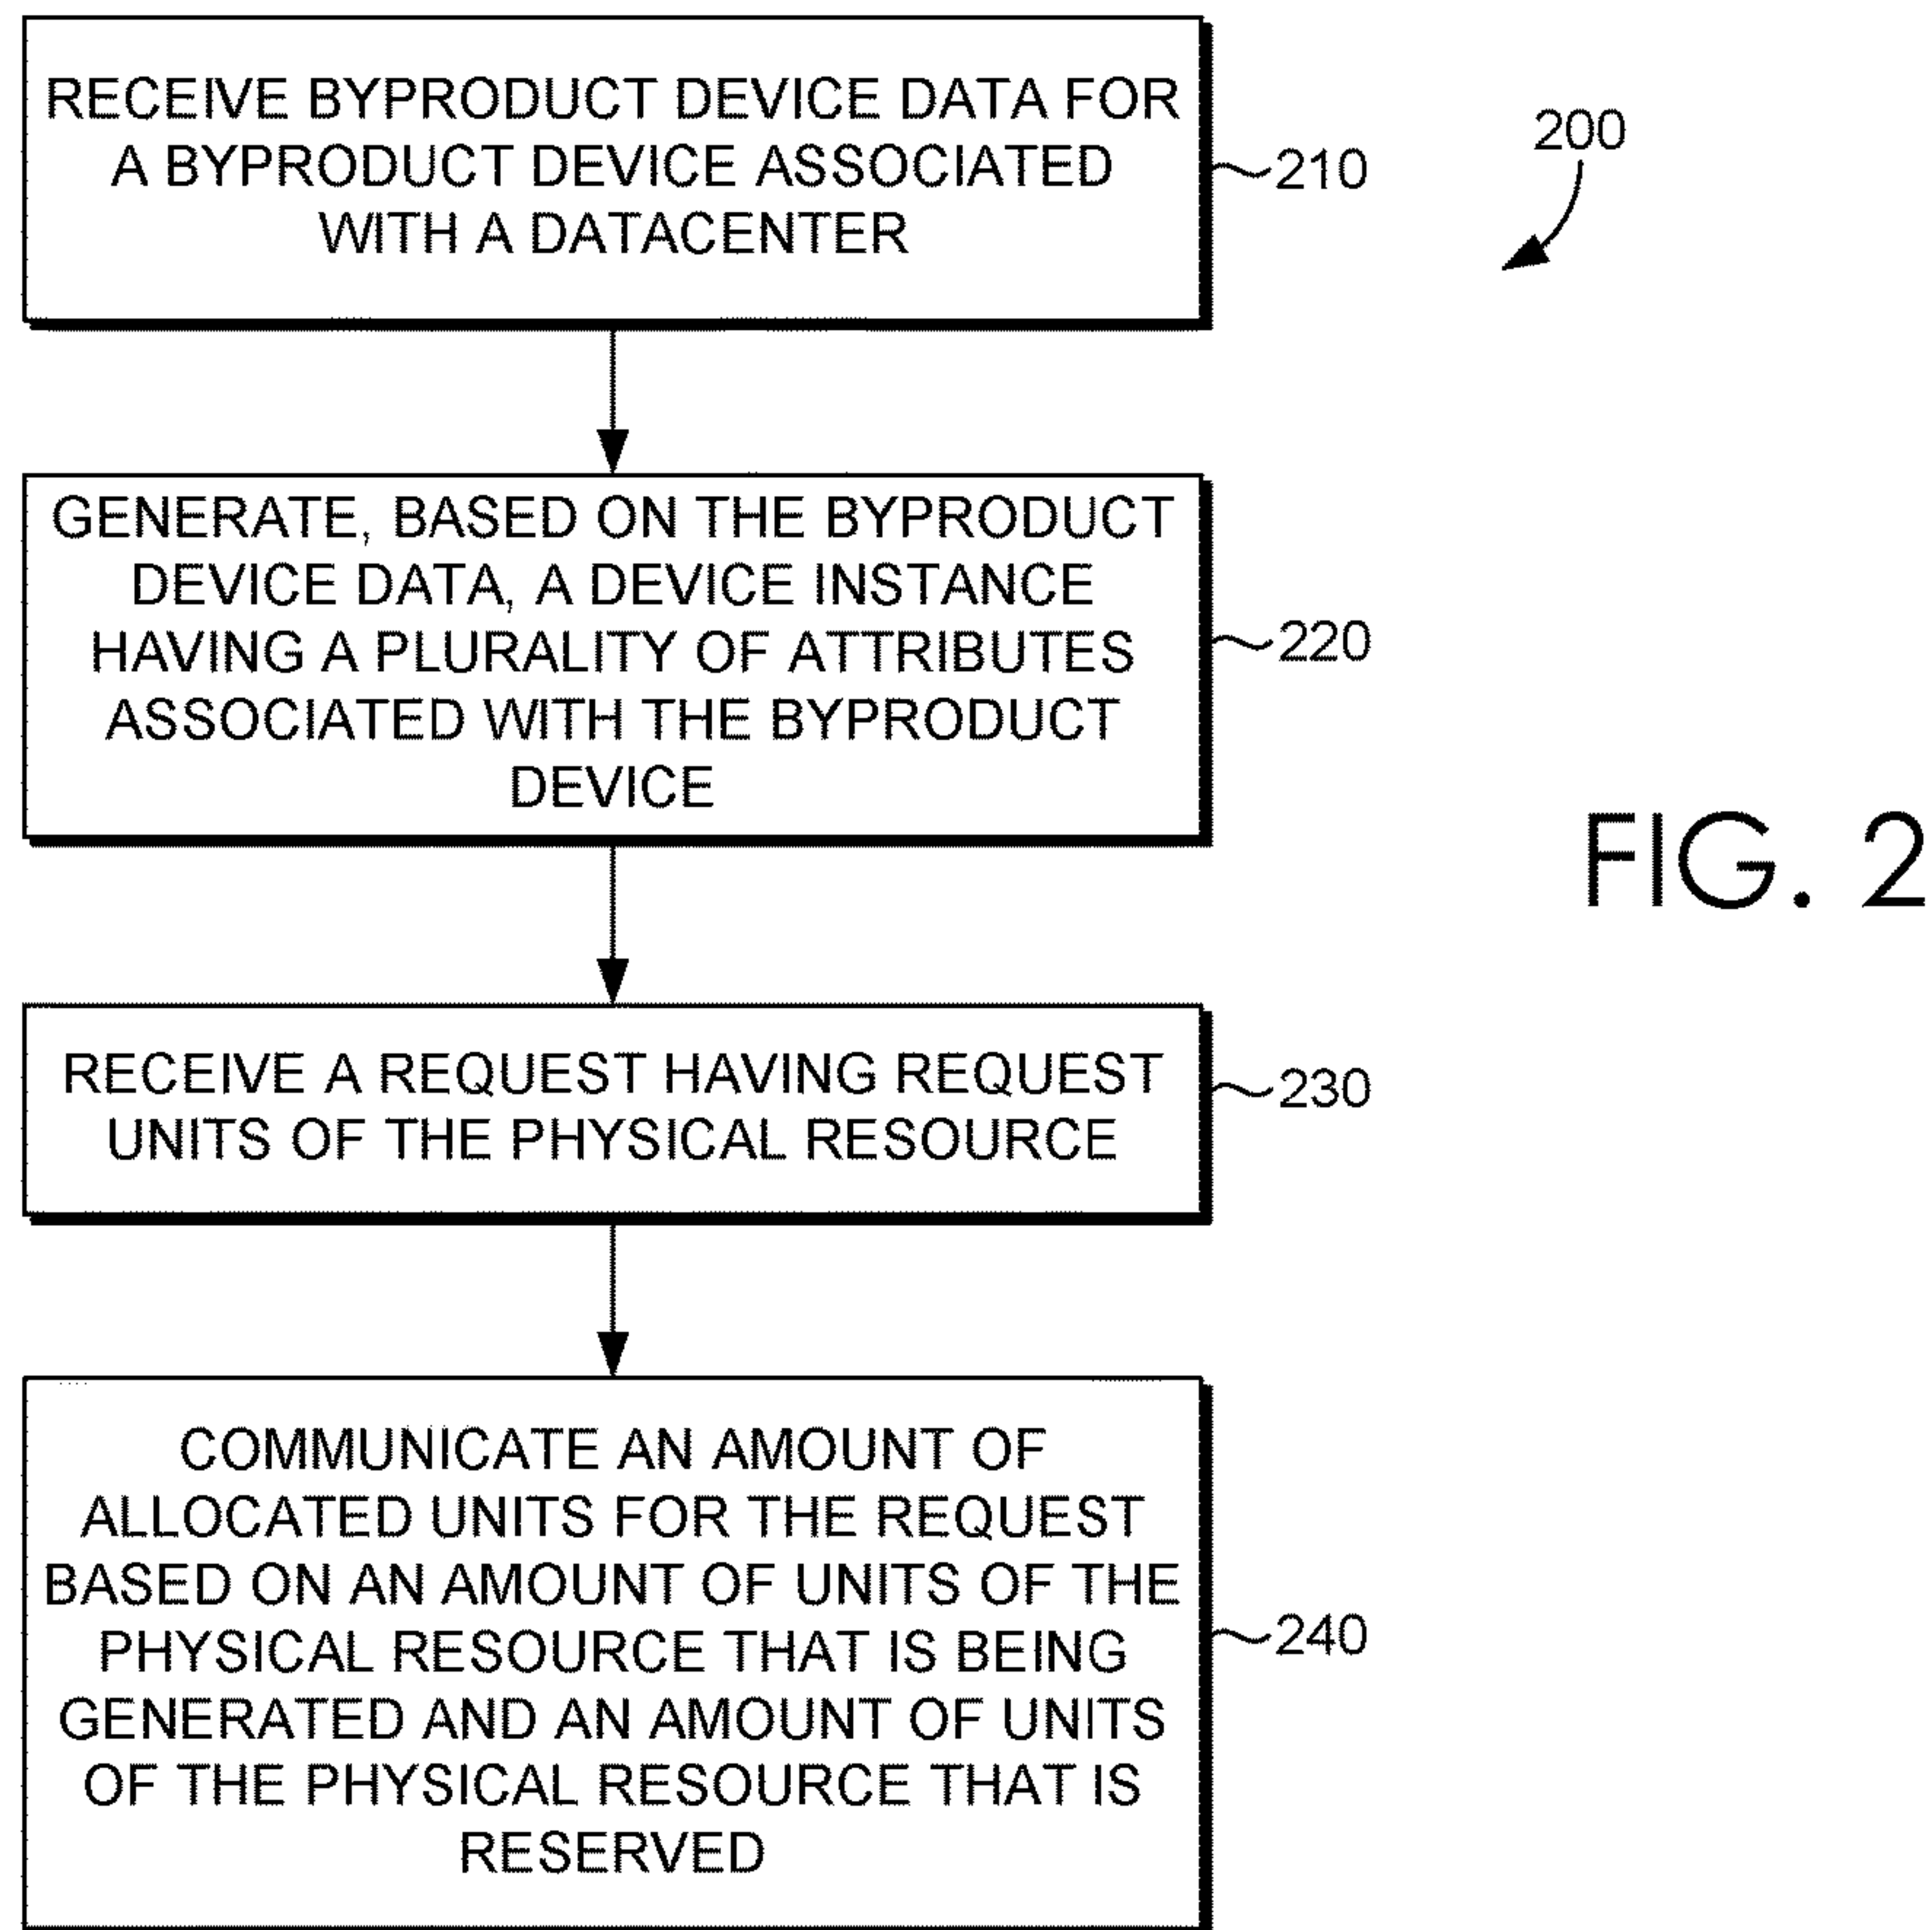 RECEIVE BYPRODUCT DEVICE DATA FOR
A BYPRODUCT DEVICE ASSOCIATED
WITH A DATACENTER
210
200
GENERATE, BASED ON THE BYPRODUCT
DEVICE DATA, A DEVICE INSTANCE
HAVING A PLURALITY OF ATTRIBUTES
ASSOCIATED WITH THE BYPRODUCT
DEVICE
220
FIG. 2
RECEIVE A REQUEST HAVING REQUEST
UNITS OF THE PHYSICAL RESOURCE
230
COMMUNICATE AN AMOUNT OF
ALLOCATED UNITS FOR THE REQUEST
BASED ON AN AMOUNT OF UNITS OF THE
PHYSICAL RESOURCE THAT IS BEING
GENERATED AND AN AMOUNT OF UNITS
OF THE PHYSICAL RESOURCE THAT IS
RESERVED
240